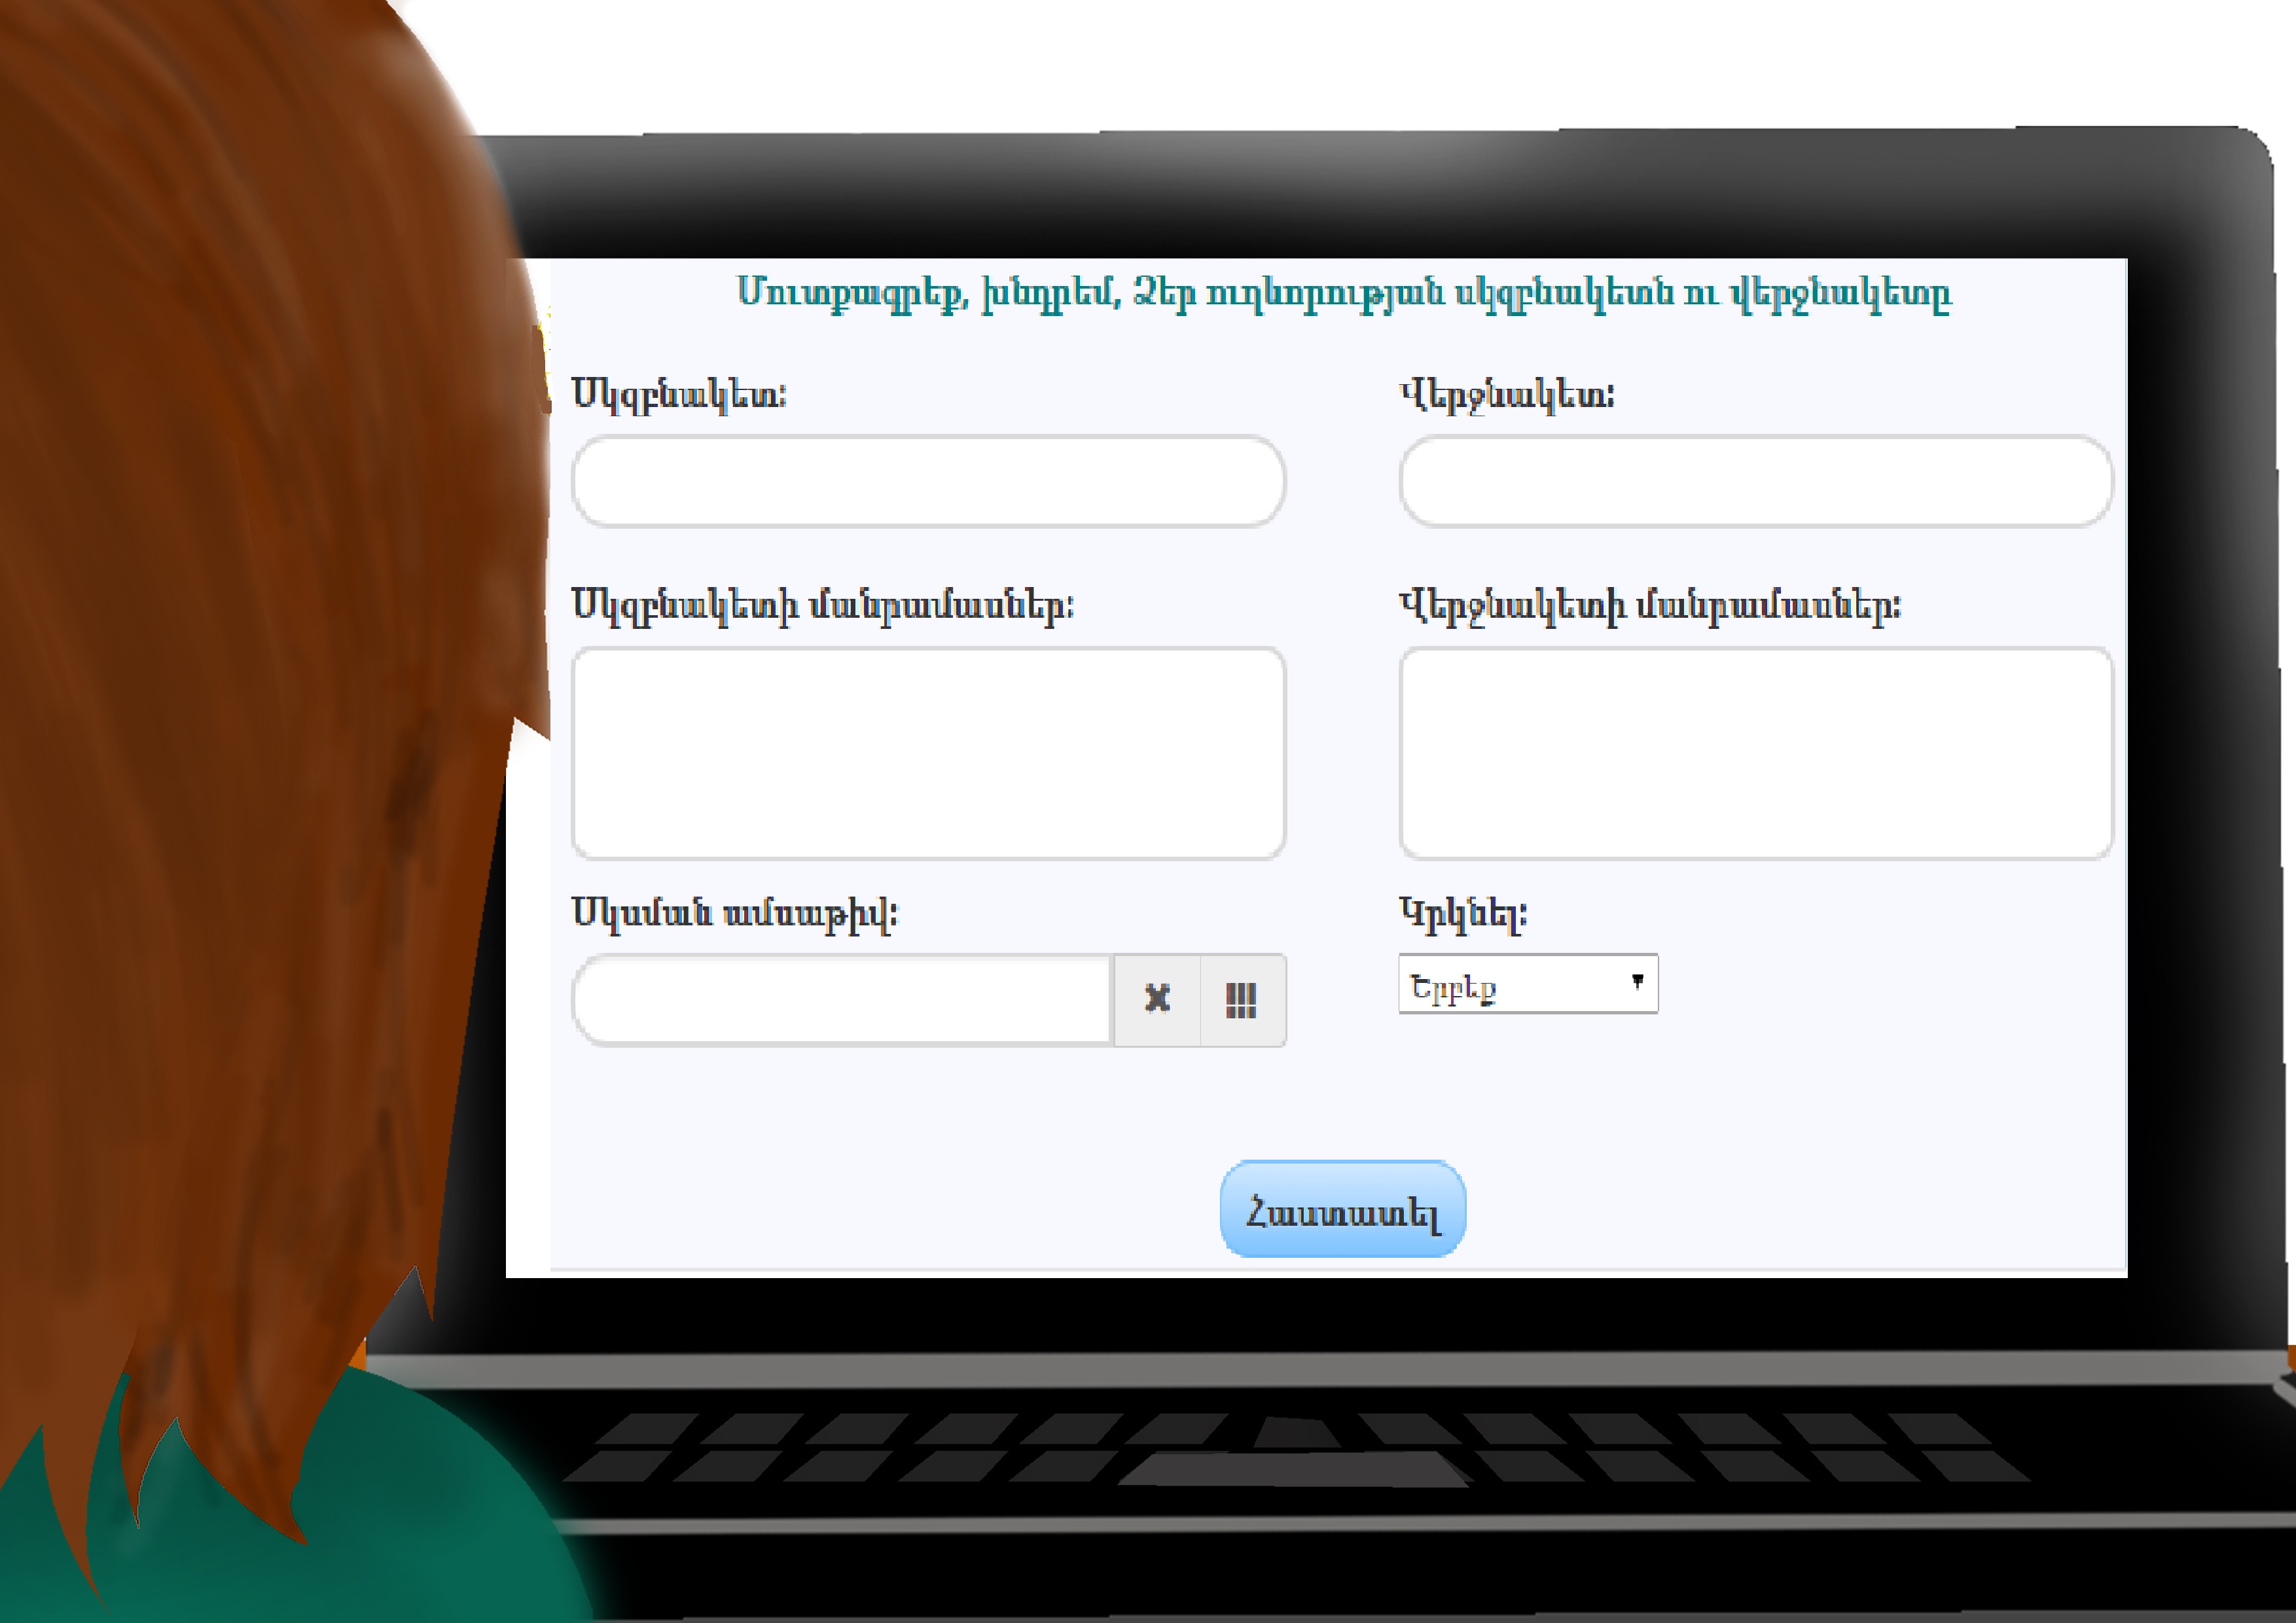 Մուտքագրեք, խնդրեմ, Ձեր ուղևորության սկզբնակետն ու վերջնակետը
Սկզբնակետ:
Վերջնակետ:
Սկզբնակետի մանրամասներ:
Վերջնակետի մանրամասներ:
Սկսման ամսաթիվ:
Կրկնել:
Երբեք
Հաստատել